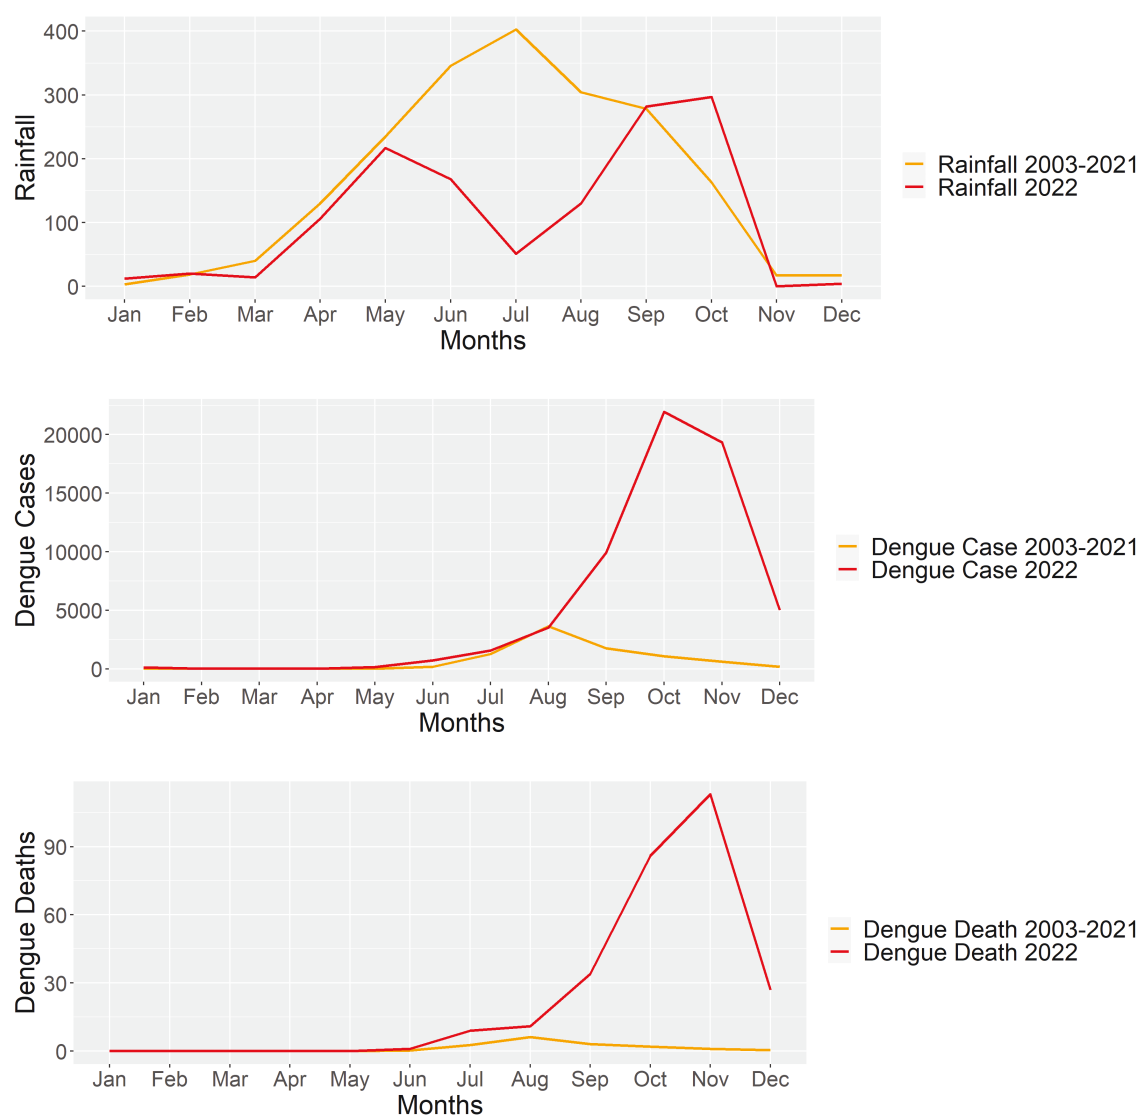 400
300
200
100
0
Rainfall
Jan Feb Mar Apr May Jun Jul Aug Sep Oct Nov Dec
Months
Rainfall 2003-2021
Rainfall 2022
20000
15000
10000
5000
0
Dengue Cases
Jan Feb Mar Apr May Jun Jul Aug Sep Oct Nov Dec
Months
Dengue Case 2003-2021
Dengue Case 2022
90
60
30
0
Dengue Deaths
Jan Feb Mar Apr May Jun Jul Aug Sep Oct Nov Dec
Months
Dengue Death 2003-2021
Dengue Death 2022